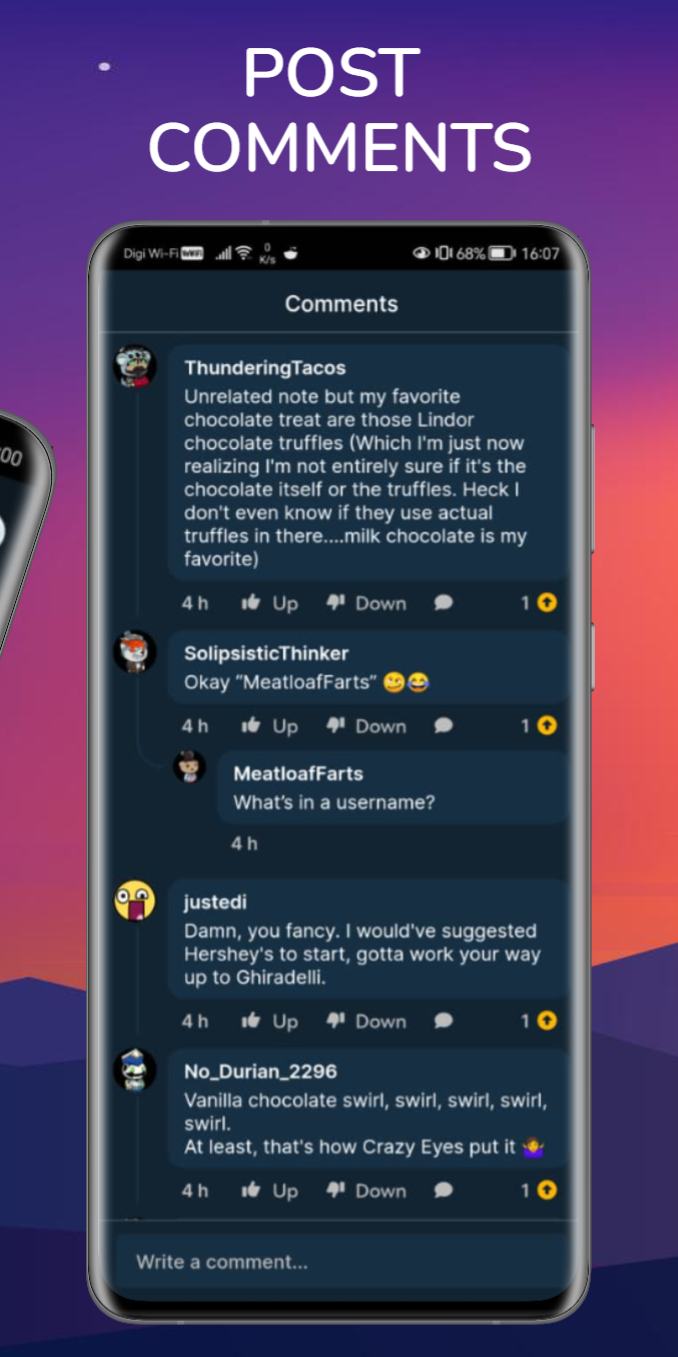 POST
COMMENTS
Digi Wi-Fi VoWiFi 0 K/s 68% 16:07
:00
Comments
ThunderingTacos
Unrelated note but my favorite
chocolate treat are those Lindor
chocolate truffles (Which I'm just now
realizing I'm not entirely sure if it's the
chocolate itself or the truffles. Heck I
don't even know if they use actual
truffles in there....milk chocolate is my
favorite)
4 h Up Down 1
SolipsisticThinker
Okay “MeatloafFarts” 🥴😂
4 h Up Down 1
MeatloafFarts
What’s in a username?
4 h
justedi
Damn, you fancy. I would've suggested
Hershey's to start, gotta work your way
up to Ghiradelli.
4 h Up Down 1
No_Durian_2296
Vanilla chocolate swirl, swirl, swirl, swirl,
swirl.
At least, that's how Crazy Eyes put it 🤷‍♀️
4 h Up Down 1
Write a comment...